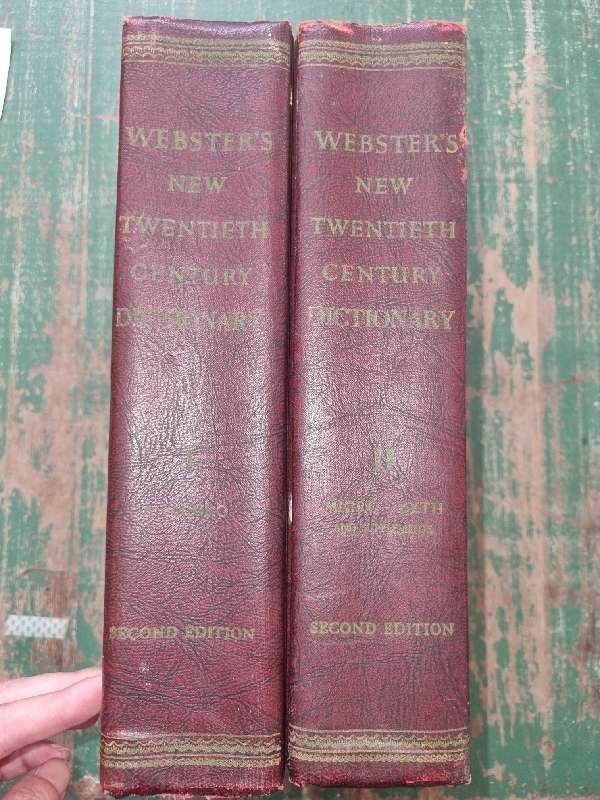 WEBSTER'S
NEW
TWENTIETH
CENTURY
DICTIONARY
I
SECOND EDITION
WEBSTER'S
NEW
TWENTIETH
CENTURY
DICTIONARY
II
SECOND EDITION